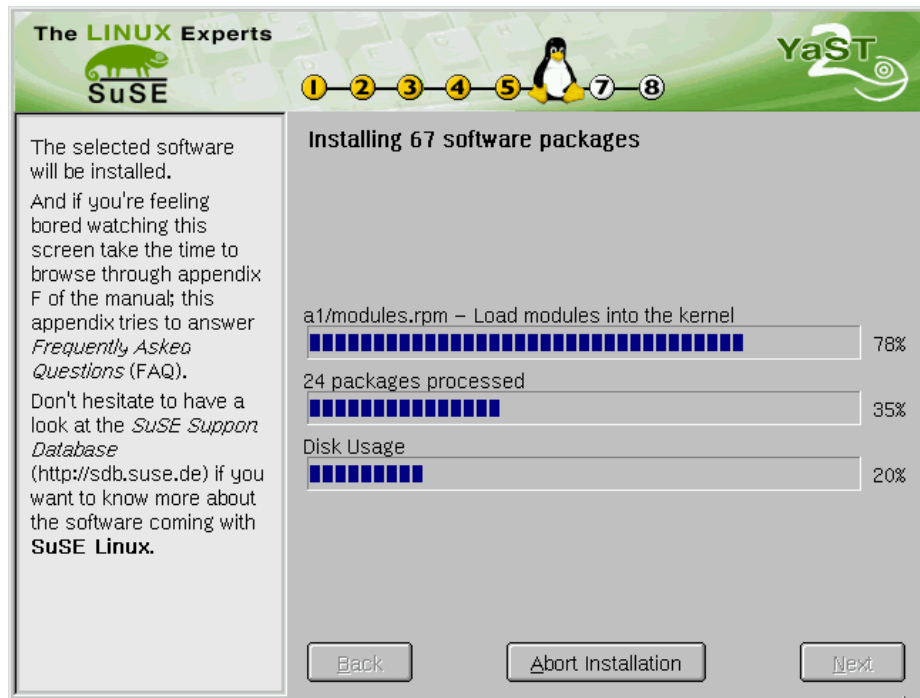 The LINUX Experts
SuSE
1 2 3 4 5 7 8
YaST
2
The selected software
will be installed.
And if you're feeling
bored watching this
screen take the time to
browse through appendix
F of the manual; this
appendix tries to answer
Frequently Asked
Questions (FAQ).
Don't hesitate to have a
look at the SuSE Support
Database
(http://sdb.suse.de) if you
want to know more about
the software coming with
SuSE Linux.
Installing 67 software packages
a1/modules.rpm – Load modules into the kernel
78%
24 packages processed
35%
Disk Usage
20%
Back
Abort Installation
Next